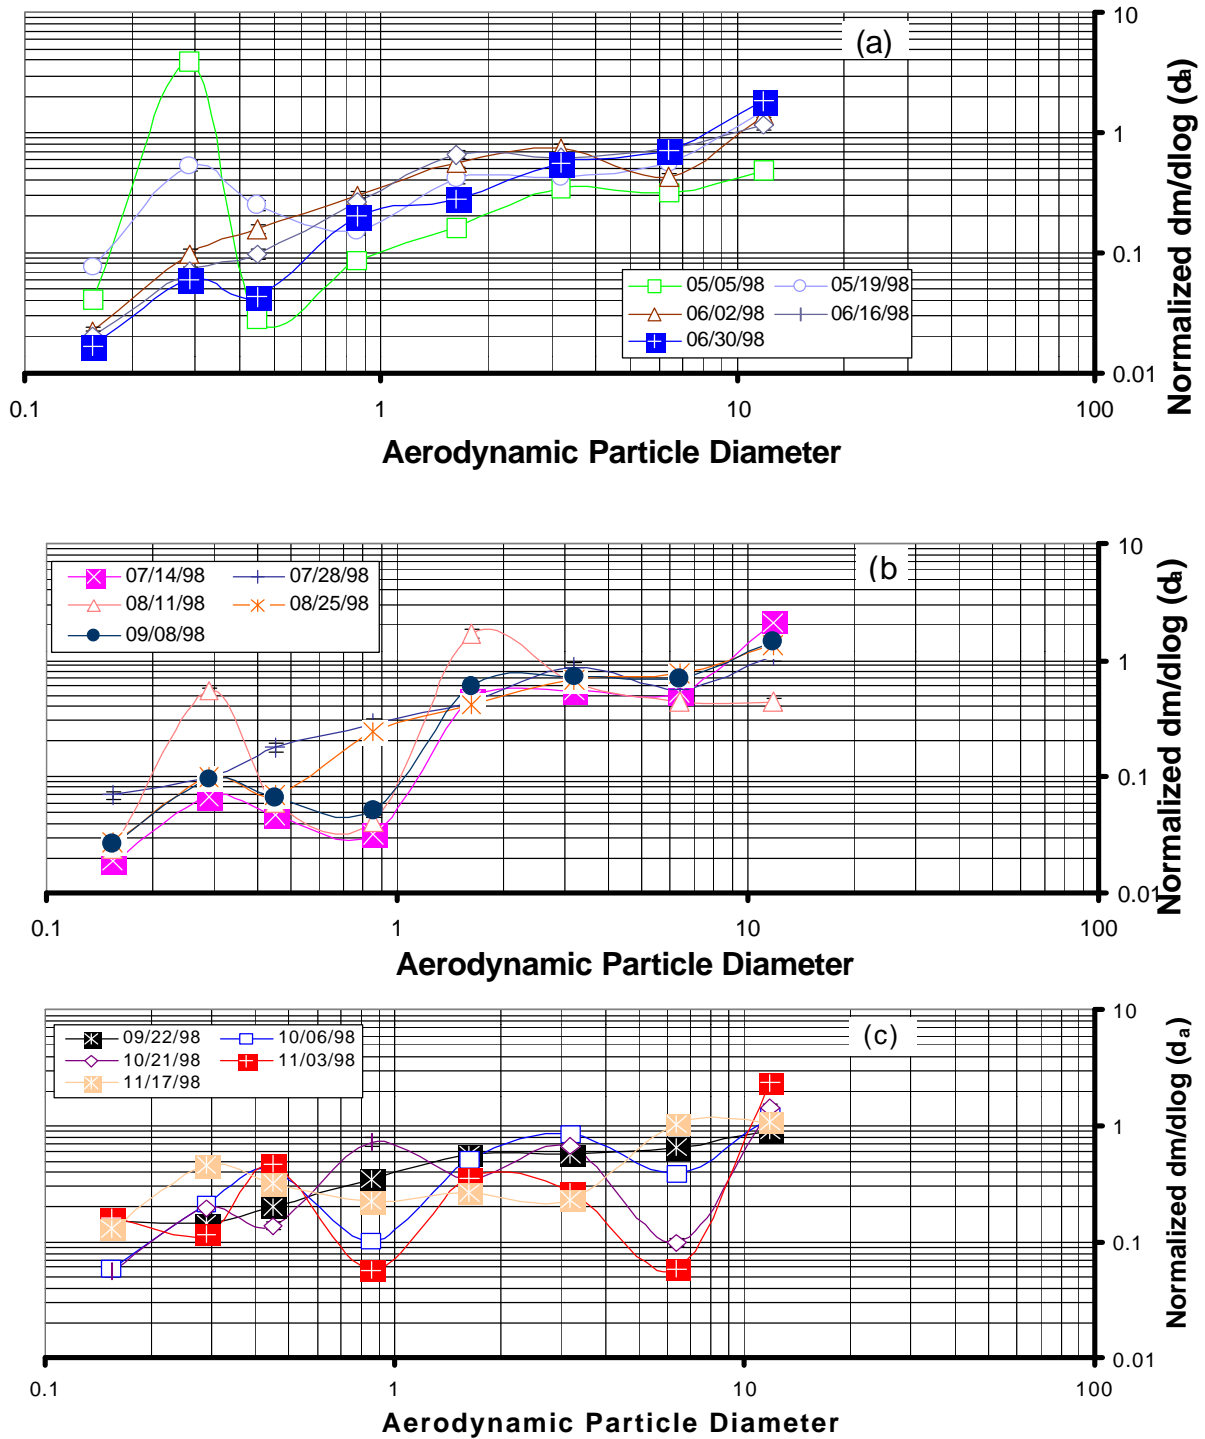 (a)
10
1
0.1
0.01
Normalized dm/dlog (da)
05/05/98 05/19/98
06/02/98 06/16/98
06/30/98
0.1 1 10 100
Aerodynamic Particle Diameter
(b
10
1
0.1
0.01
Normalized dm/dlog (da)
07/14/98 07/28/98
08/11/98 08/25/98
09/08/98
0.1 1 10 100
Aerodynamic Particle Diameter
(c)
10
1
0.1
0.01
Normalized dm/dlog (da)
09/22/98 10/06/98
10/21/98 11/03/98
11/17/98
0.1 1 10 100
Aerodynamic Particle Diameter